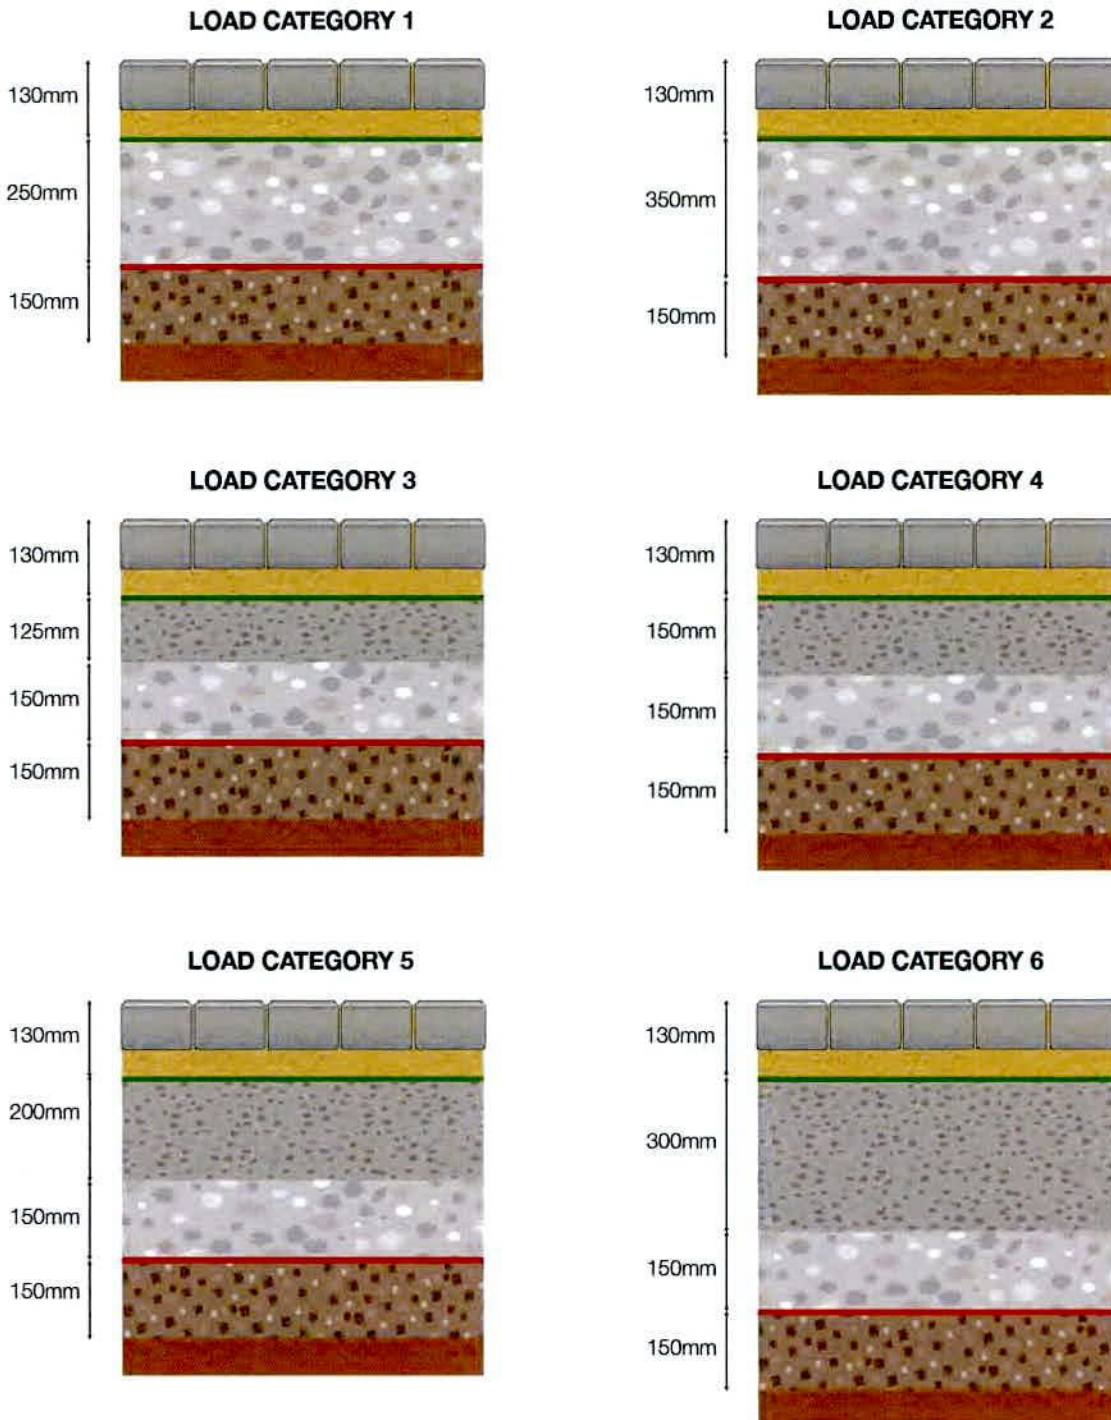 LOAD CATEGORY 1
130mm
250mm
150mm
LOAD CATEGORY 2
130mm
350mm
150mm
LOAD CATEGORY 3
130mm
125mm
150mm
150mm
LOAD CATEGORY 4
130mm
150mm
150mm
150mm
LOAD CATEGORY 5
130mm
200mm
150mm
150mm
LOAD CATEGORY 6
130mm
300mm
150mm
150mm